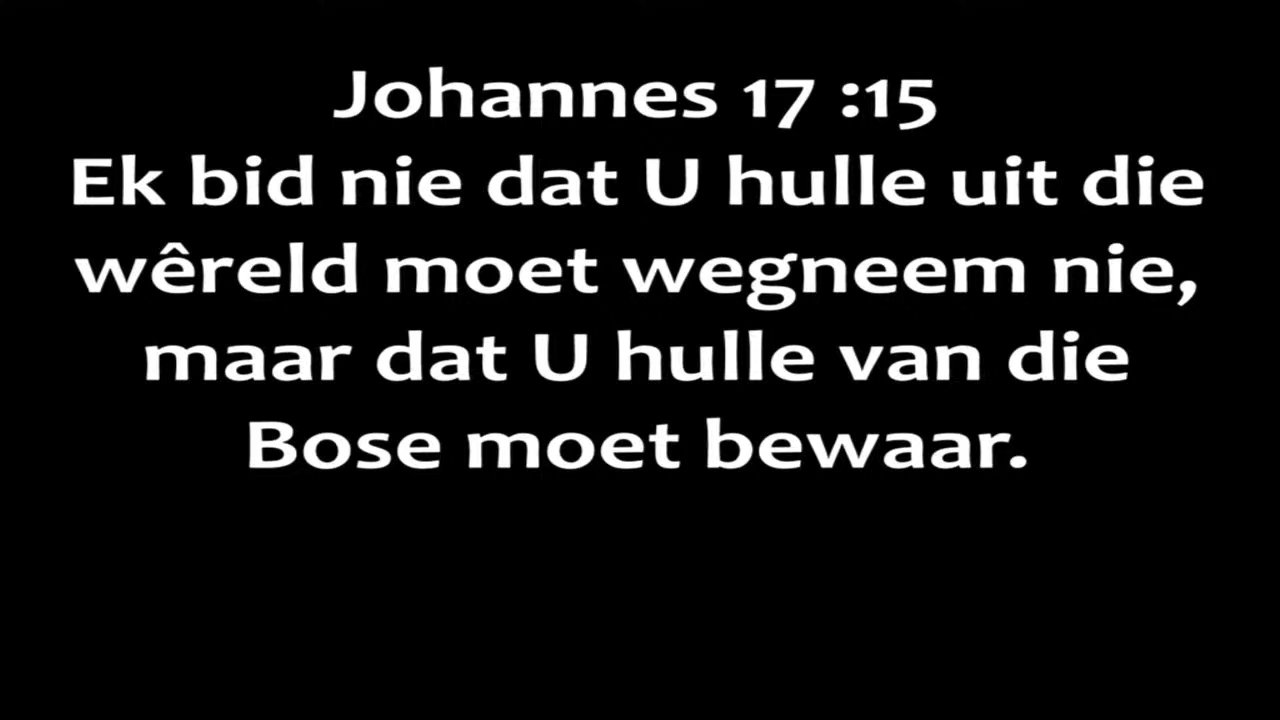 Johannes 17 :15
Ek bid nie dat U hulle uit die
wêreld moet wegneem nie,
maar dat U hulle van die
Bose moet bewaar.